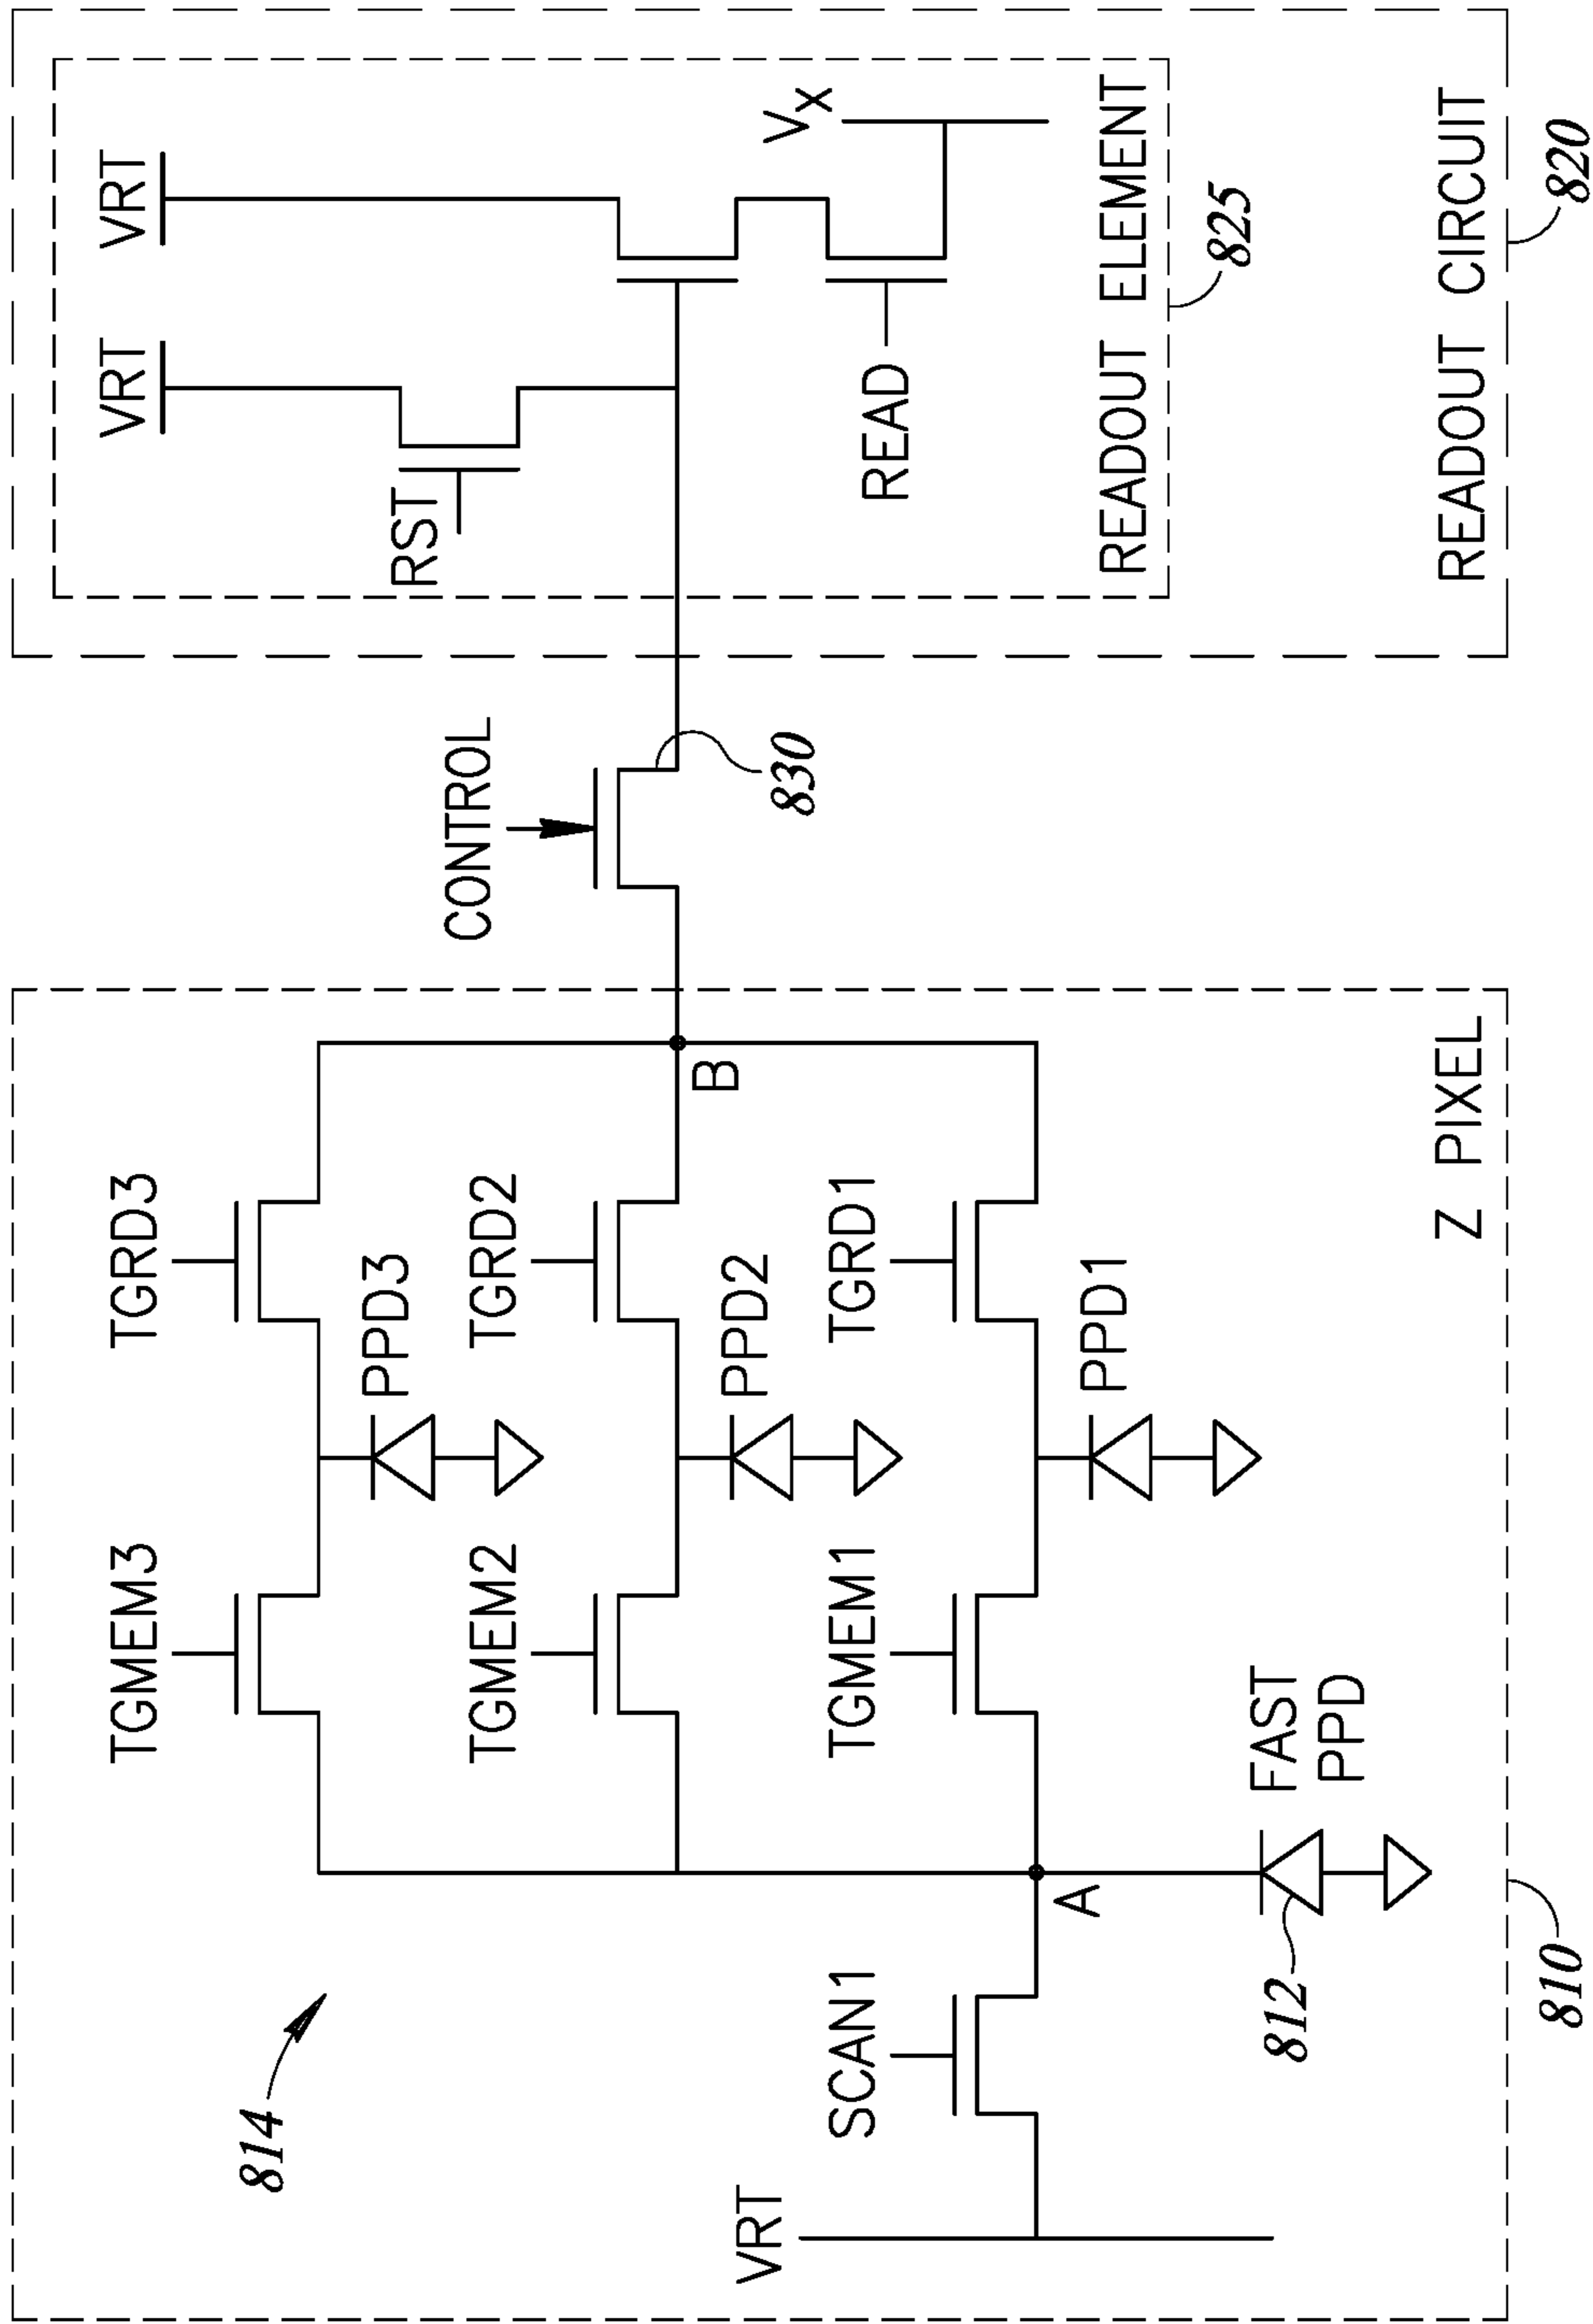 814
VRT
SCAN1
A
812
FAST
PPD
TGMEM3
TGMEM2
TGMEM1
PPD3
PPD2
PPD1
TGRD3
TGRD2
TGRD1
B
Z PIXEL
810
CONTROL
830
VRT
VRT
RST
READ
VX
READOUT ELEMENT
825
READOUT CIRCUIT
820